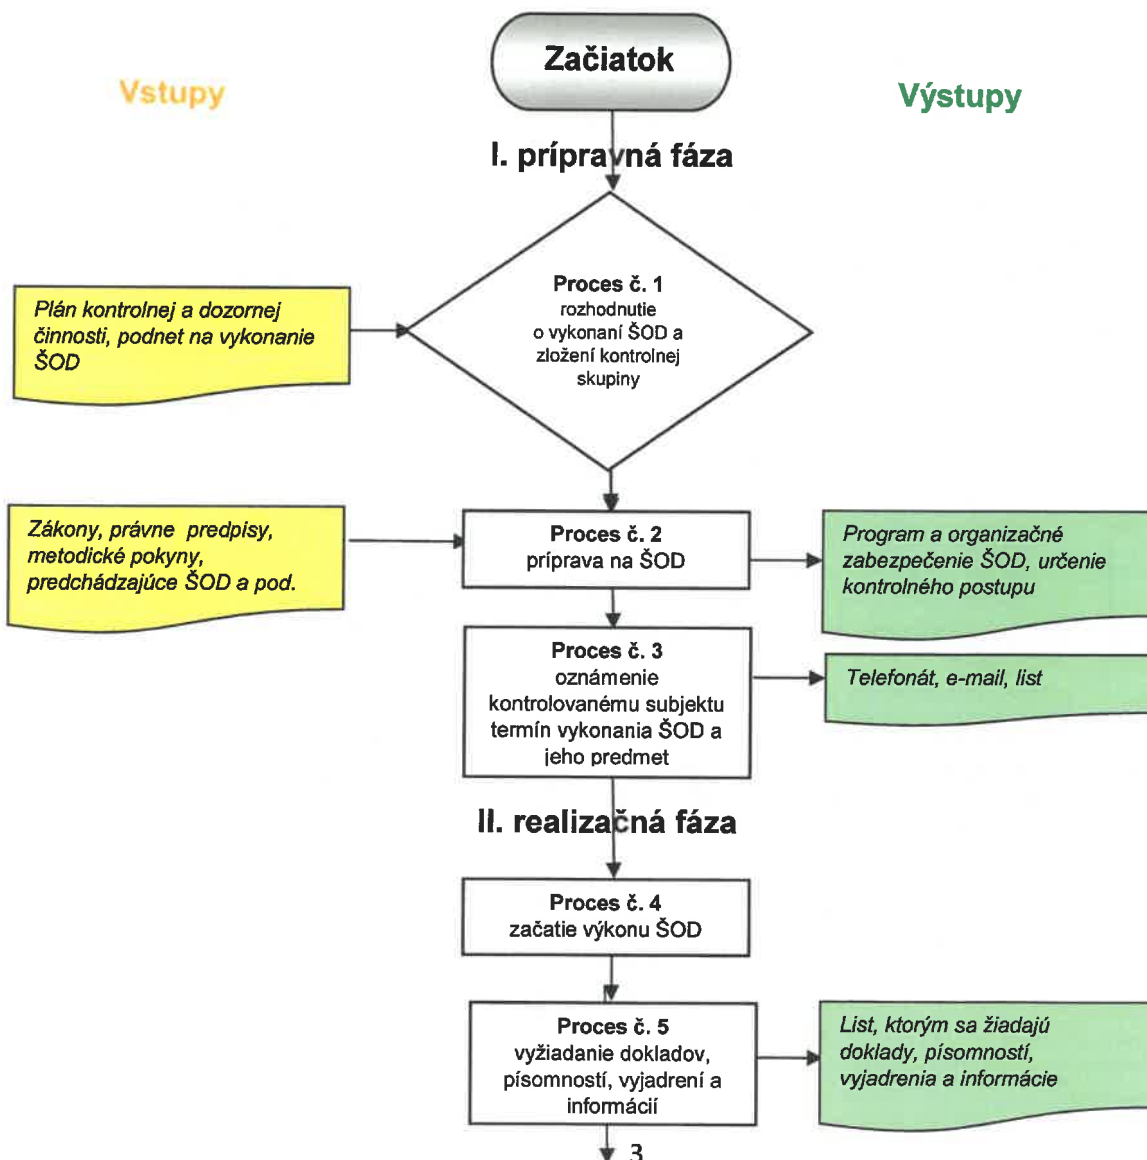 Začiatok
Vstupy
Výstupy
I. prípravná fáza
Proces č. 1
rozhodnutie
o vykonaní ŠOD a
zložení kontrolnej
skupiny
Plán kontrolnej a dozornej
činnosti, podnet na vykonanie
ŠOD
Zákony, právne predpisy,
metodické pokyny,
predchádzajúce ŠOD a pod.
Proces č. 2
príprava na ŠOD
Program a organizačné
zabezpečenie ŠOD, určenie
kontrolného postupu
Proces č. 3
oznámenie
kontrolovanému subjektu
termín vykonania ŠOD a
jeho predmet
Telefonát, e-mail, list
II. realizačná fáza
Proces č. 4
začatie výkonu ŠOD
Proces č. 5
vyžiadanie dokladov,
písomností, vyjadrení a
informácií
List, ktorým sa žiadajú
doklady, písomností,
vyjadrenia a informácie
3